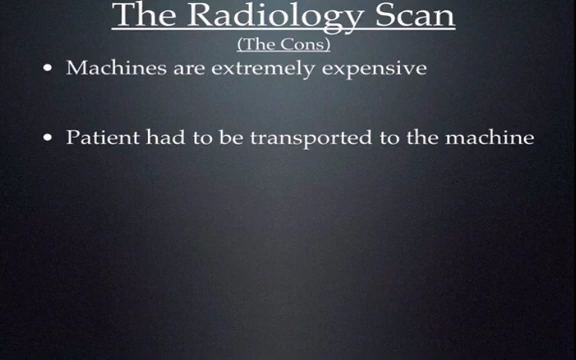 The Radiology Scan
(The Cons)
• Machines are extremely expensive
• Patient had to be transported to the machine